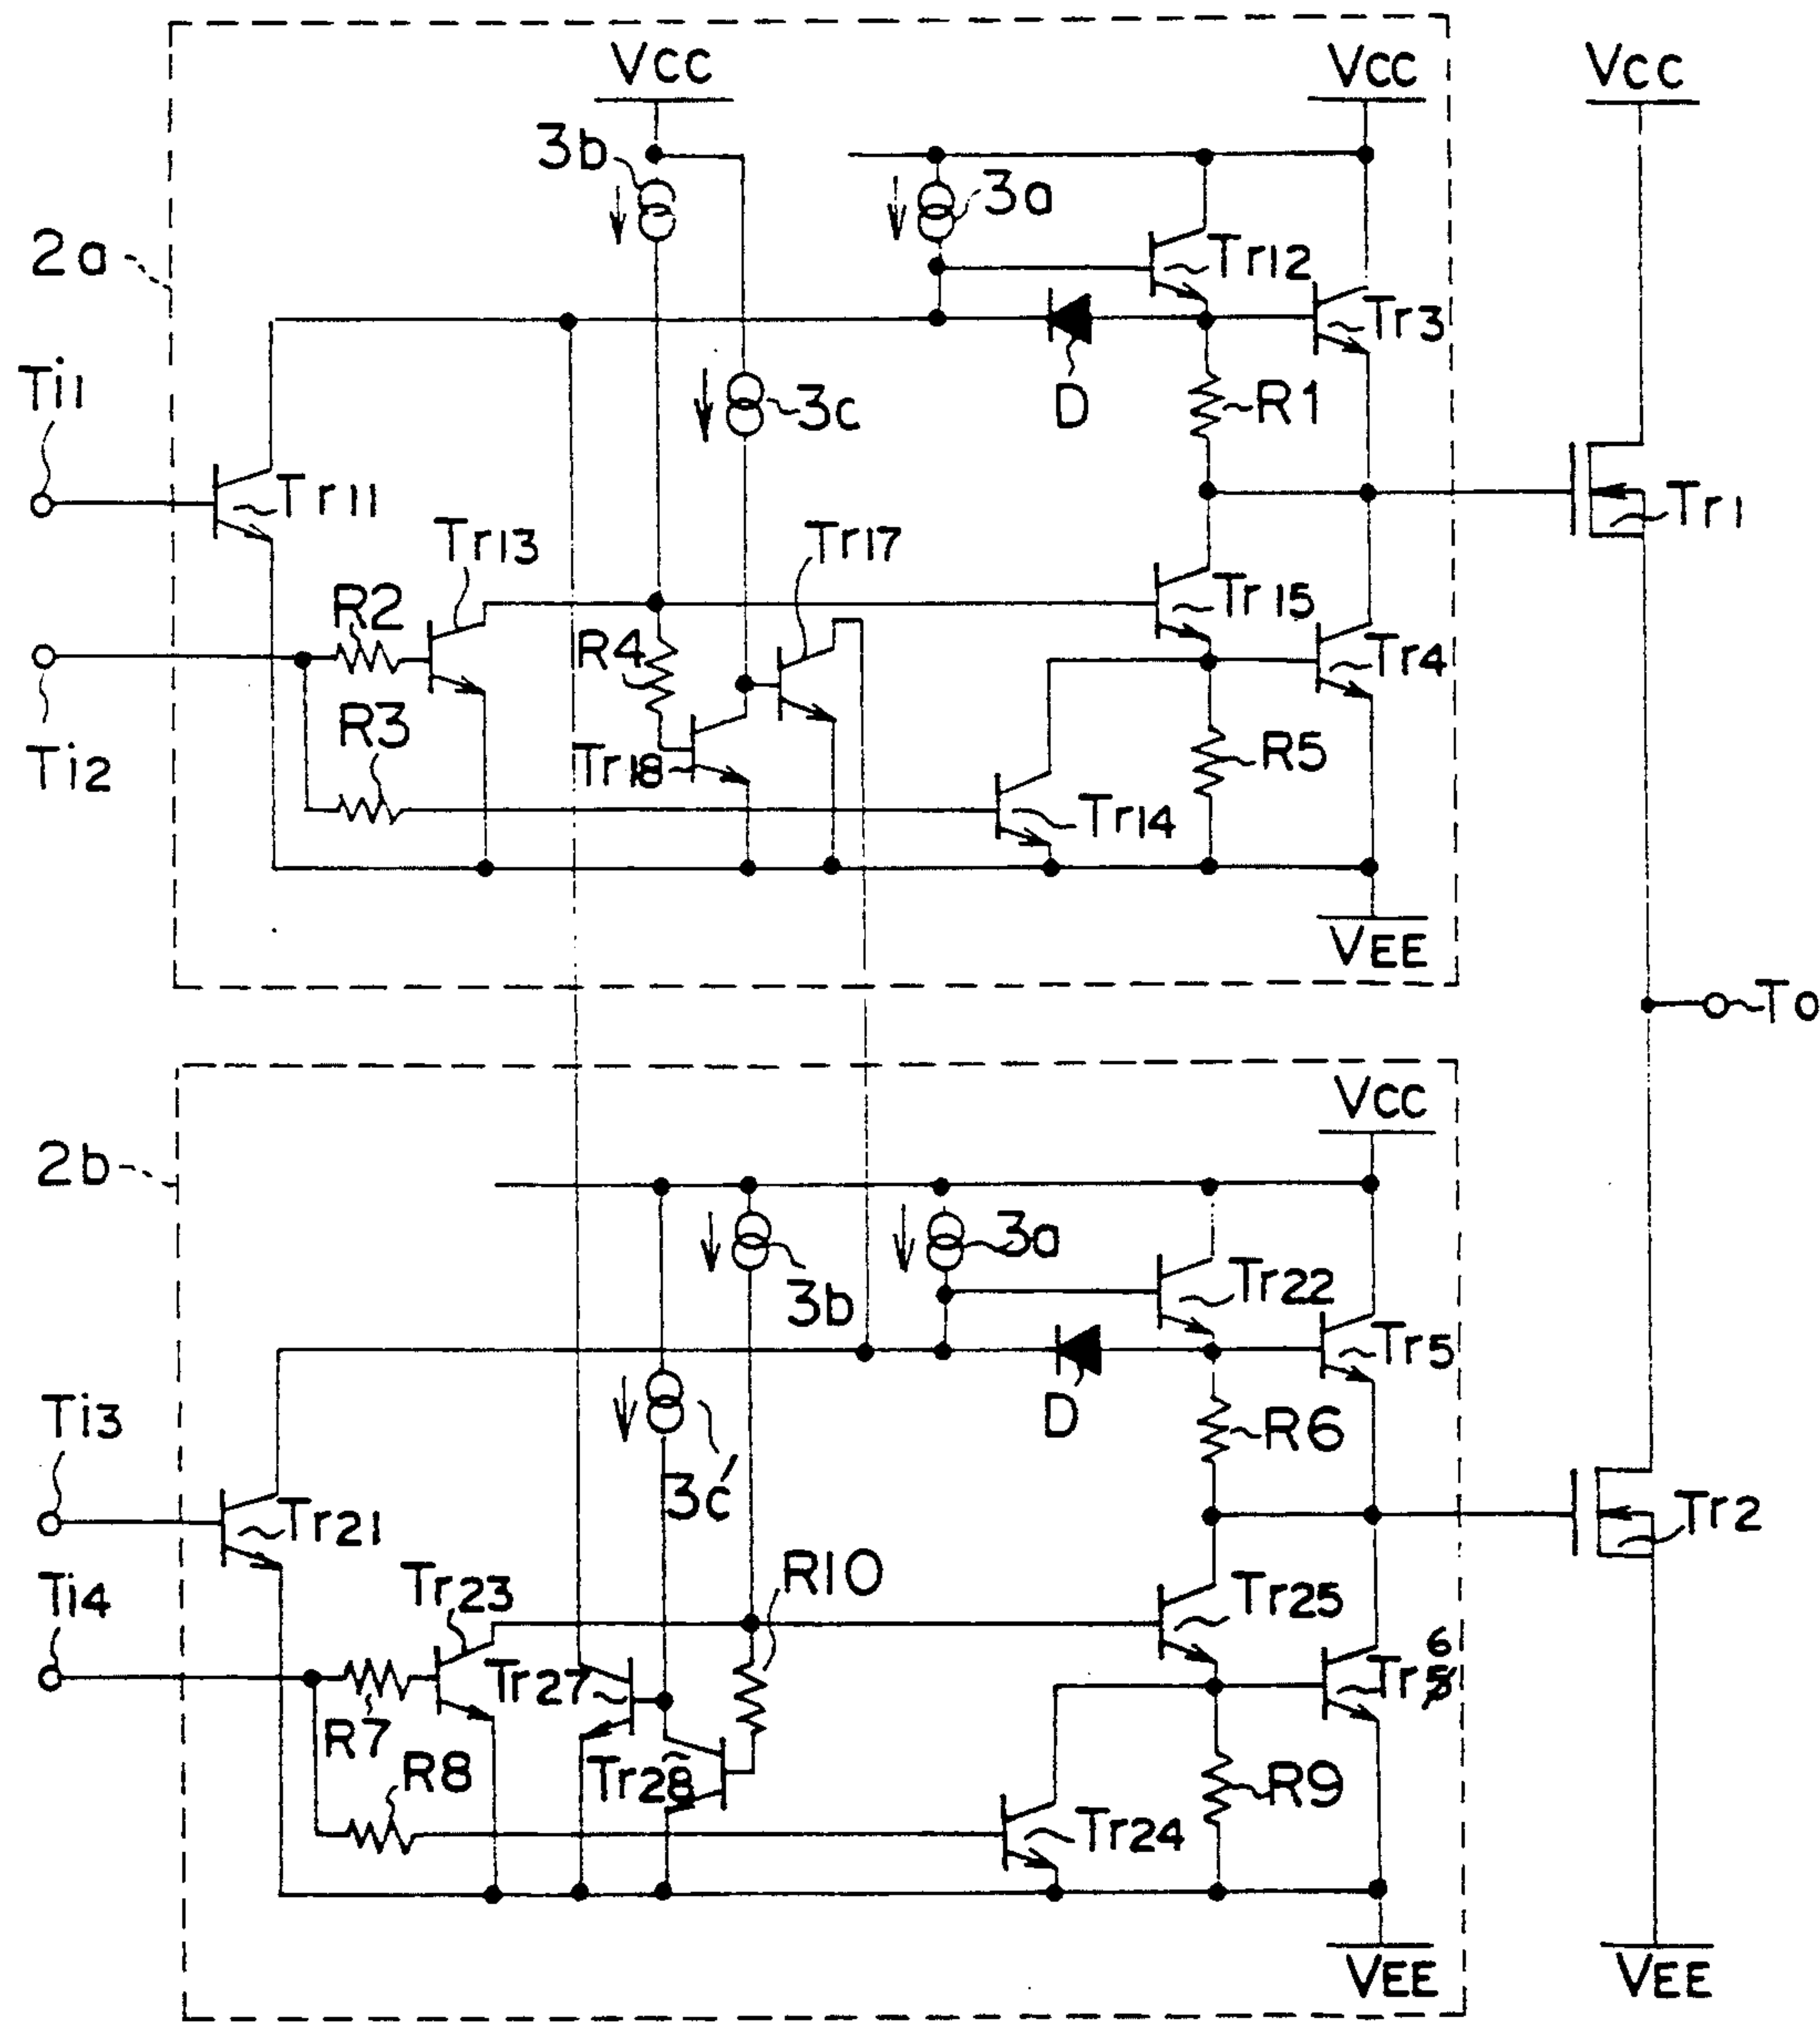 VCC
VCC
VCC
3b
3a
2a
Tr12
Tr3
Ti1
D
R1
3c
Tr11
Tr1
Tr13
Tr17
R2
Tr15
R4
Tr4
R3
Ti2
Tr18
R5
Tr14
VEE
To
VCC
2b
3a
3b
Tr22
Tr5
Ti3
D
R6
3c'
Tr21
Tr2
Ti4
Tr23
R10
Tr25
6
Tr27
Tr5
R7
R8
Tr28
R9
Tr24
VEE
VEE